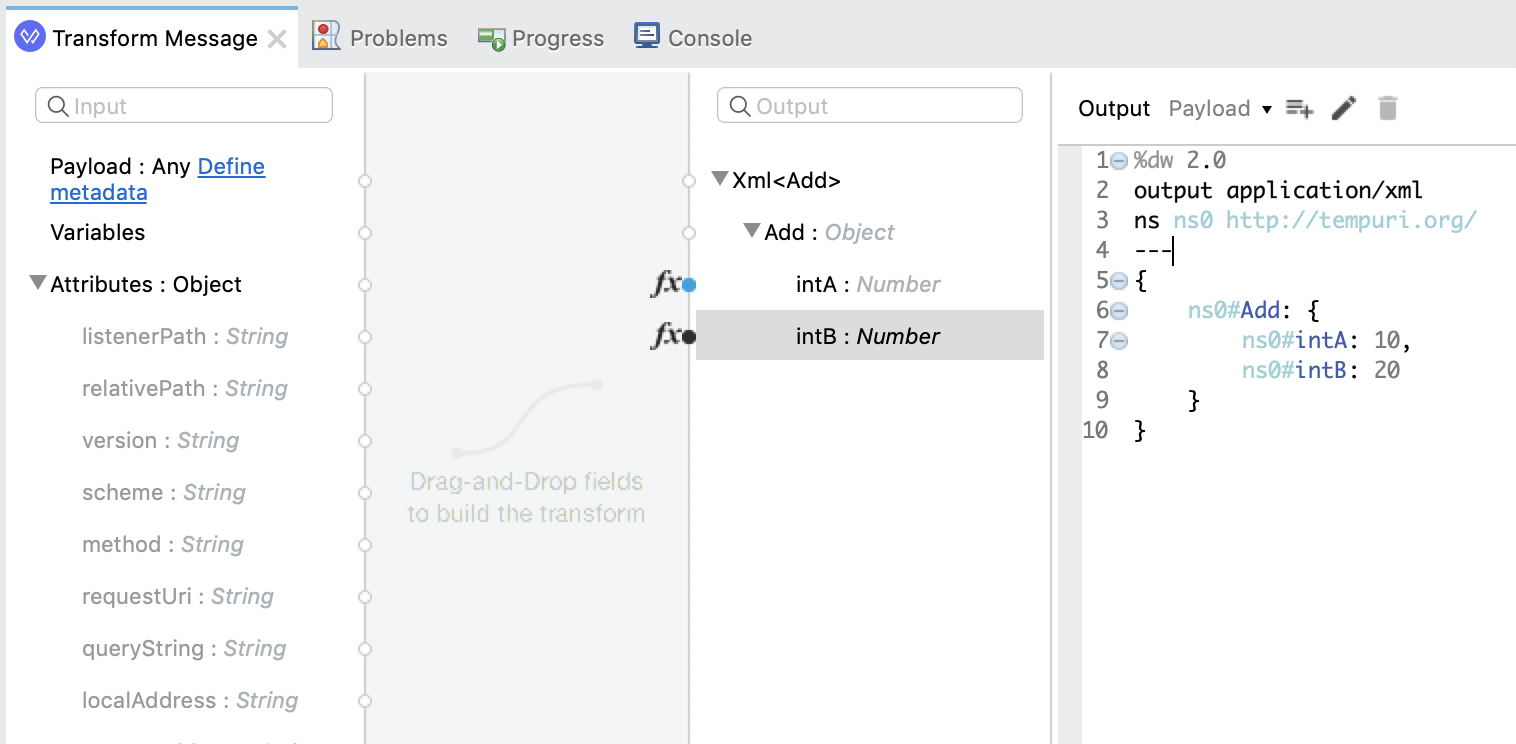 Transform Message Problems Progress Console
Input
Payload : Any Define
metadata
Variables
Attributes : Object
listenerPath : String
relativePath : String
version : String
scheme : String
method : String
requestUri : String
queryString : String
localAddress : String
fx
fx
Drag-and-Drop fields
to build the transform
Output
Xml<Add>
Add : Object
intA : Number
intB : Number
Output Payload
1 %dw 2.0
2 output application/xml
3 ns ns0 http://tempuri.org/
4 ---
5 {
6 ns0#Add: {
7 ns0#intA: 10,
8 ns0#intB: 20
9 }
10 }